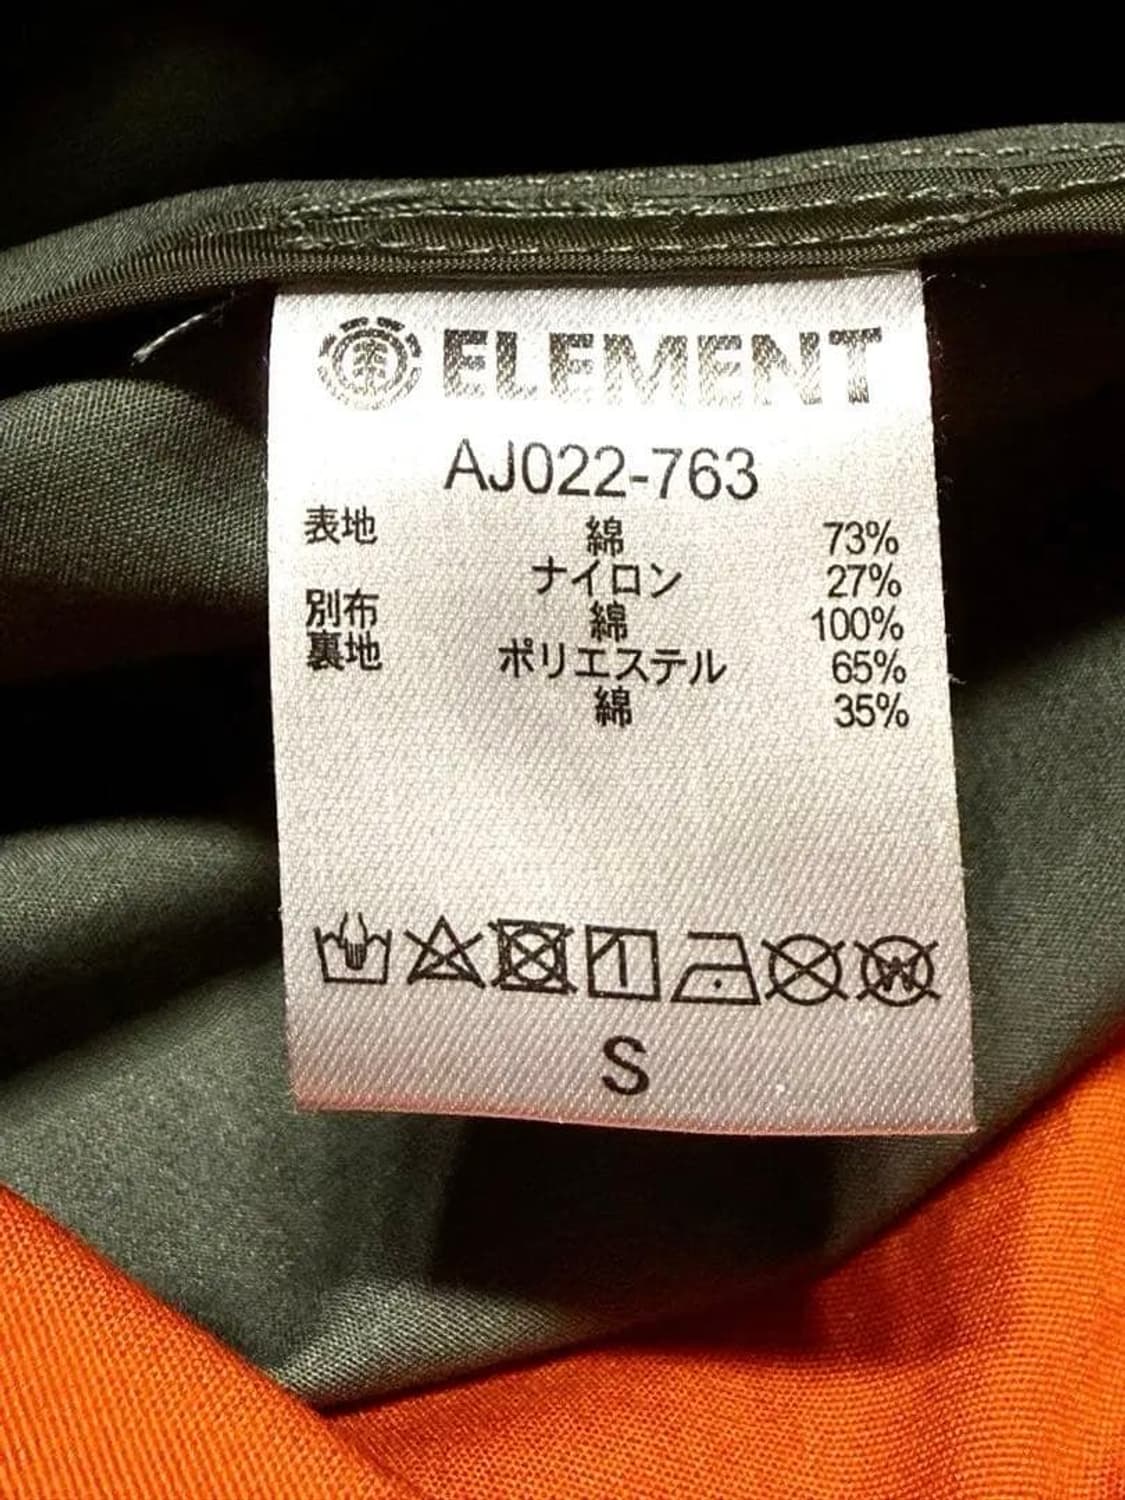 ELEMENT
AJ022-763
表地 綿 73%
ナイロン 27%
別布 綿 100%
裏地 ポリエステル 65%
綿 35%
W
S